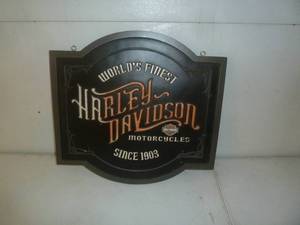 WORLD'S FINEST
HARLEY-DAVIDSON
MOTORCYCLES
SINCE 1903